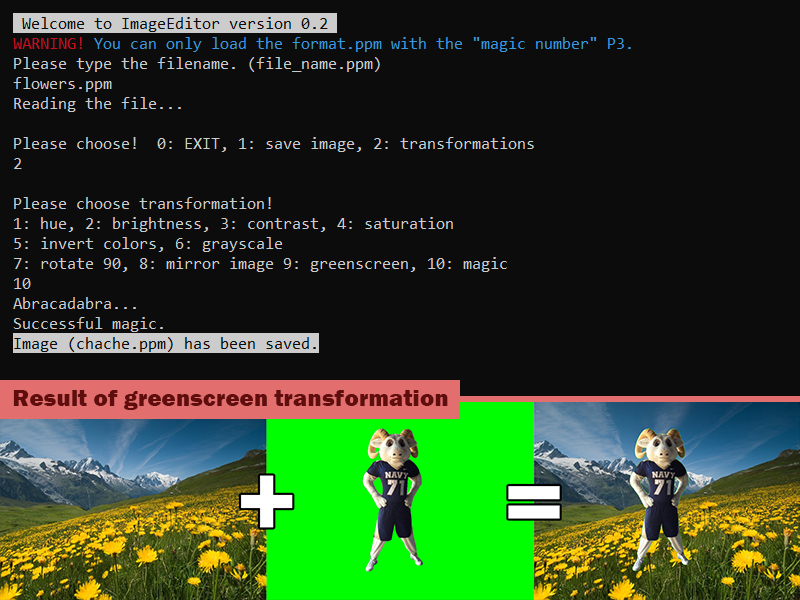 Welcome to ImageEditor version 0.2
WARNING! You can only load the format.ppm with the "magic number" P3.
Please type the filename. (file_name.ppm)
flowers.ppm
Reading the file...
Please choose!  0: EXIT, 1: save image, 2: transformations
2
Please choose transformation!
1: hue, 2: brightness, 3: contrast, 4: saturation
5: invert colors, 6: grayscale
7: rotate 90, 8: mirror image 9: greenscreen, 10: magic
10
Abracadabra...
Successful magic.
Image (chache.ppm) has been saved.
Result of greenscreen transformation
NAVY
71
NAVY
71